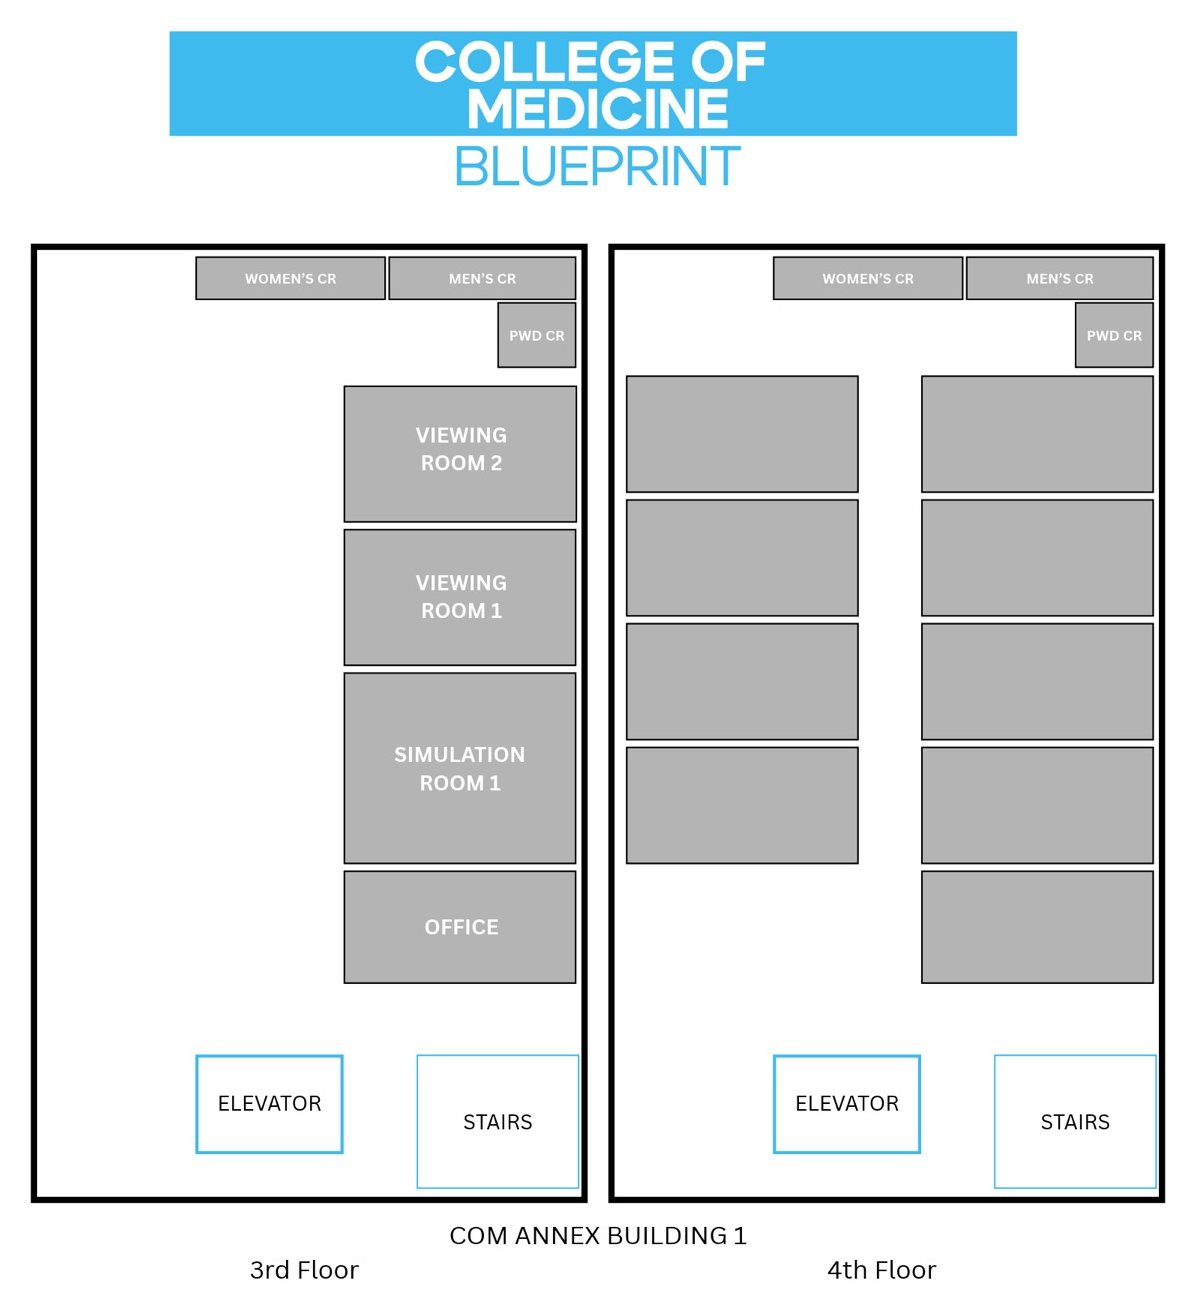 COLLEGE OF
MEDICINE
BLUEPRINT
WOMEN'S CR
MEN'S CR
PWD CR
VIEWING
ROOM 2
VIEWING
ROOM 1
SIMULATION
ROOM 1
OFFICE
ELEVATOR
STAIRS
WOMEN'S CR
MEN'S CR
PWD CR
ELEVATOR
STAIRS
COM ANNEX BUILDING 1
3rd Floor
4th Floor